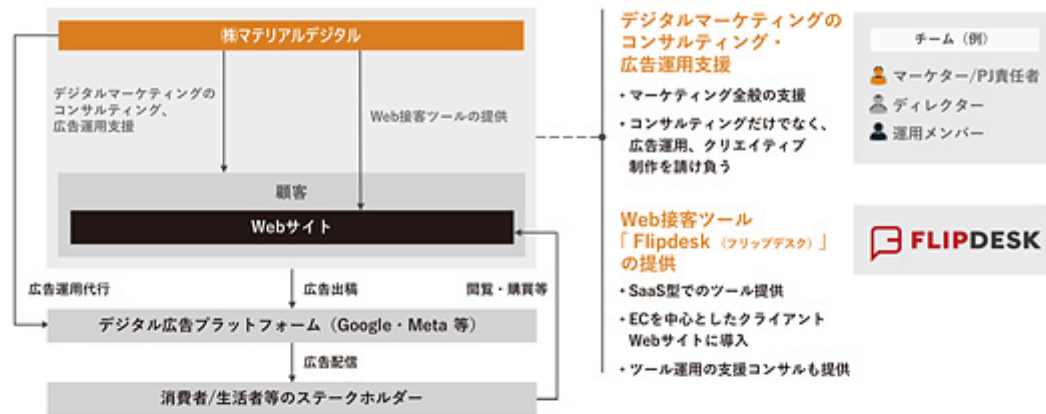 ㈱マテリアルデジタル
デジタルマーケティングの
コンサルティング、
広告運用支援
Web接客ツールの提供
顧客
Webサイト
広告運用代行
広告出稿
閲覧・購買等
デジタル広告プラットフォーム（Google・Meta 等）
広告配信
消費者/生活者等のステークホルダー
デジタルマーケティングの
コンサルティング・
広告運用支援
・マーケティング全般の支援
・コンサルティングだけでなく、
広告運用、クリエイティブ
制作を請け負う
チーム（例）
マーケター/PJ責任者
ディレクター
運用メンバー
Web接客ツール
「 Flipdesk （フリップデスク）」
の提供
・SaaS型でのツール提供
・ECを中心としたクライアント
Webサイトに導入
・ツール運用の支援コンサルも提供
FLIPDESK